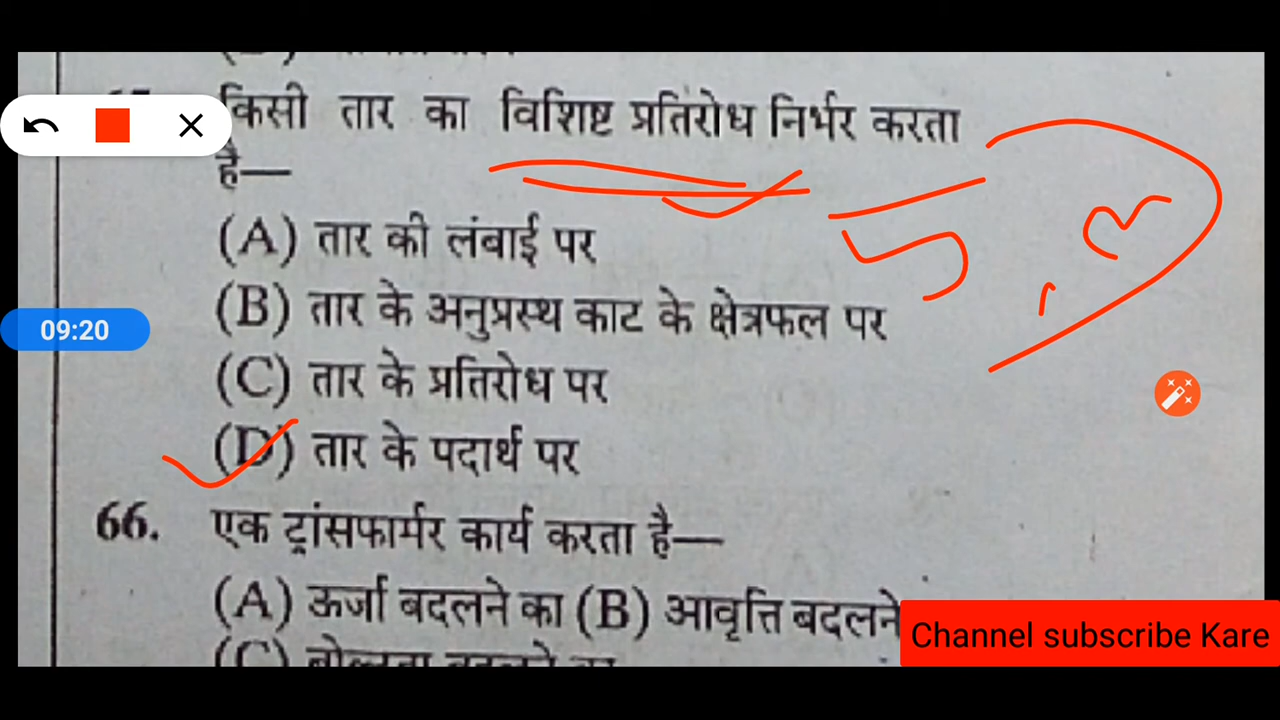 किसी तार का विशिष्ट प्रतिरोध निर्भर करता
है—
(A) तार की लंबाई पर
(B) तार के अनुप्रस्थ काट के क्षेत्रफल पर
09:20
(C) तार के प्रतिरोध पर
(D) तार के पदार्थ पर
66. एक ट्रांसफार्मर कार्य करता है—
(A) ऊर्जा बदलने का (B) आवृत्ति बदलने
Channel subscribe Kare
(C)